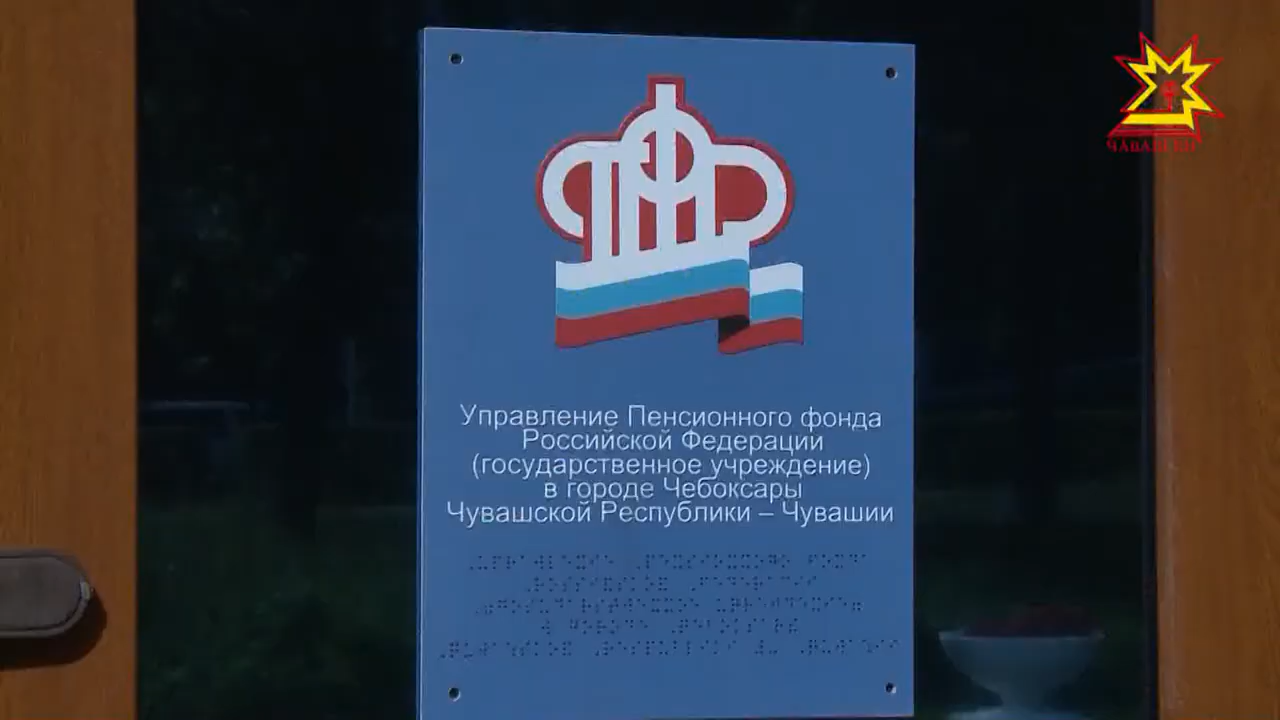 Управление Пенсионного фонда
Российской Федерации
(государственное учреждение)
в городе Чебоксары
Чувашской Республики – Чувашии